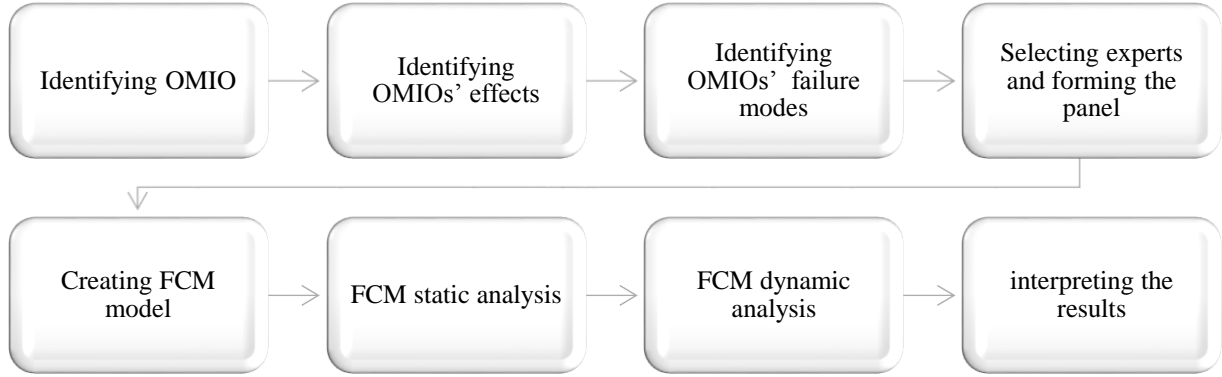 Identifying OMIO
Identifying
OMIOs' effects
Identifying
OMIOs' failure
modes
Selecting experts
and forming the
panel
Creating FCM
model
FCM static analysis
FCM dynamic
analysis
interpreting the
results